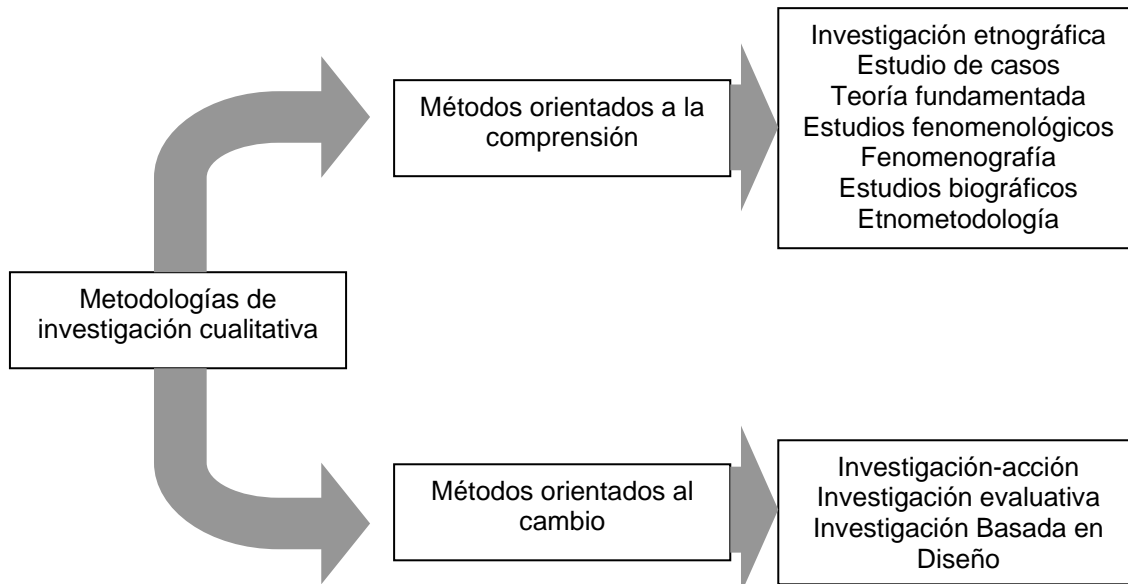 Metodologías de
investigación cualitativa
Métodos orientados a la
comprensión
Investigación etnográfica
Estudio de casos
Teoría fundamentada
Estudios fenomenológicos
Fenomenografía
Estudios biográficos
Etnometodología
Métodos orientados al
cambio
Investigación-acción
Investigación evaluativa
Investigación Basada en
Diseño